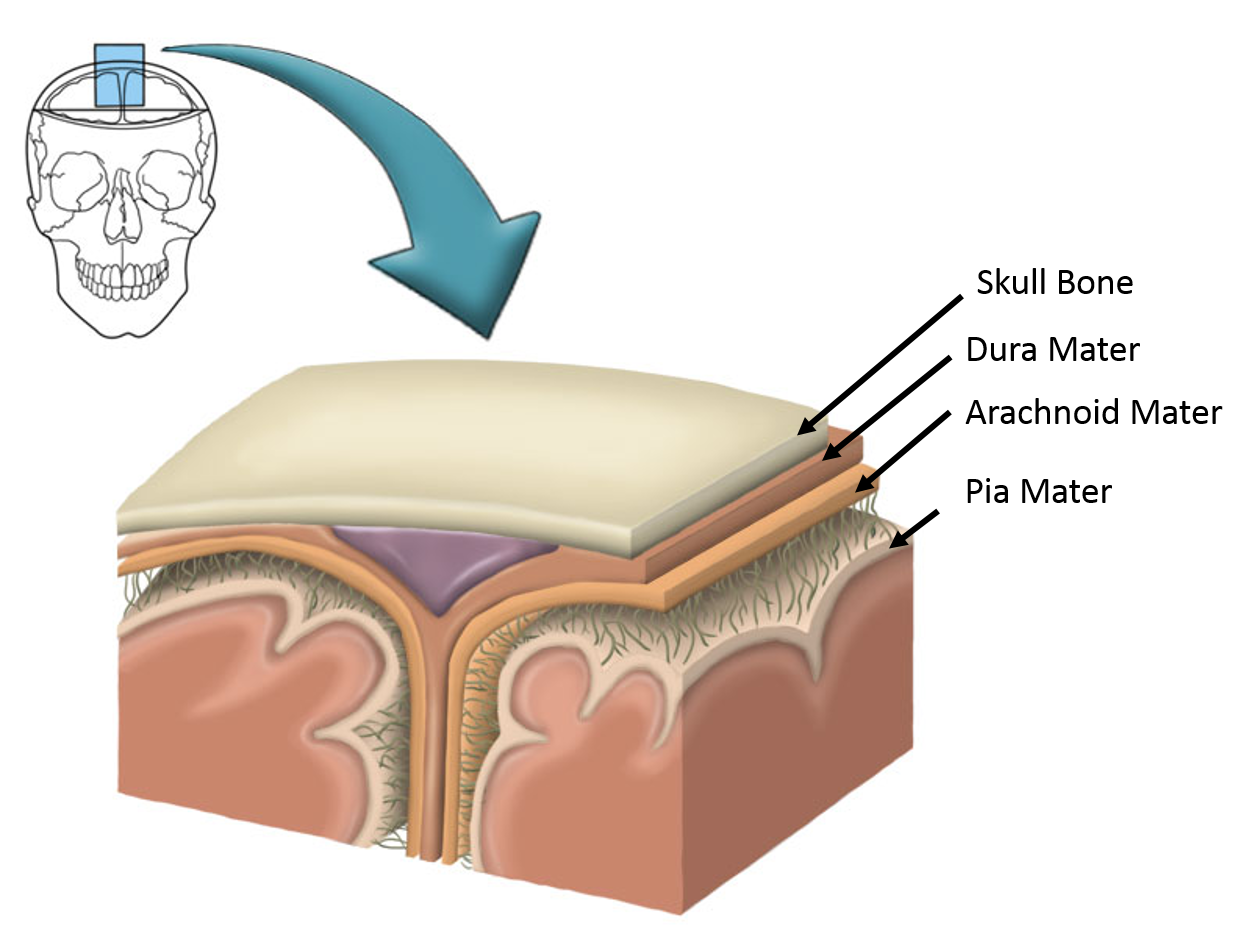 Skull Bone
Dura Mater
Arachnoid Mater
Pia Mater